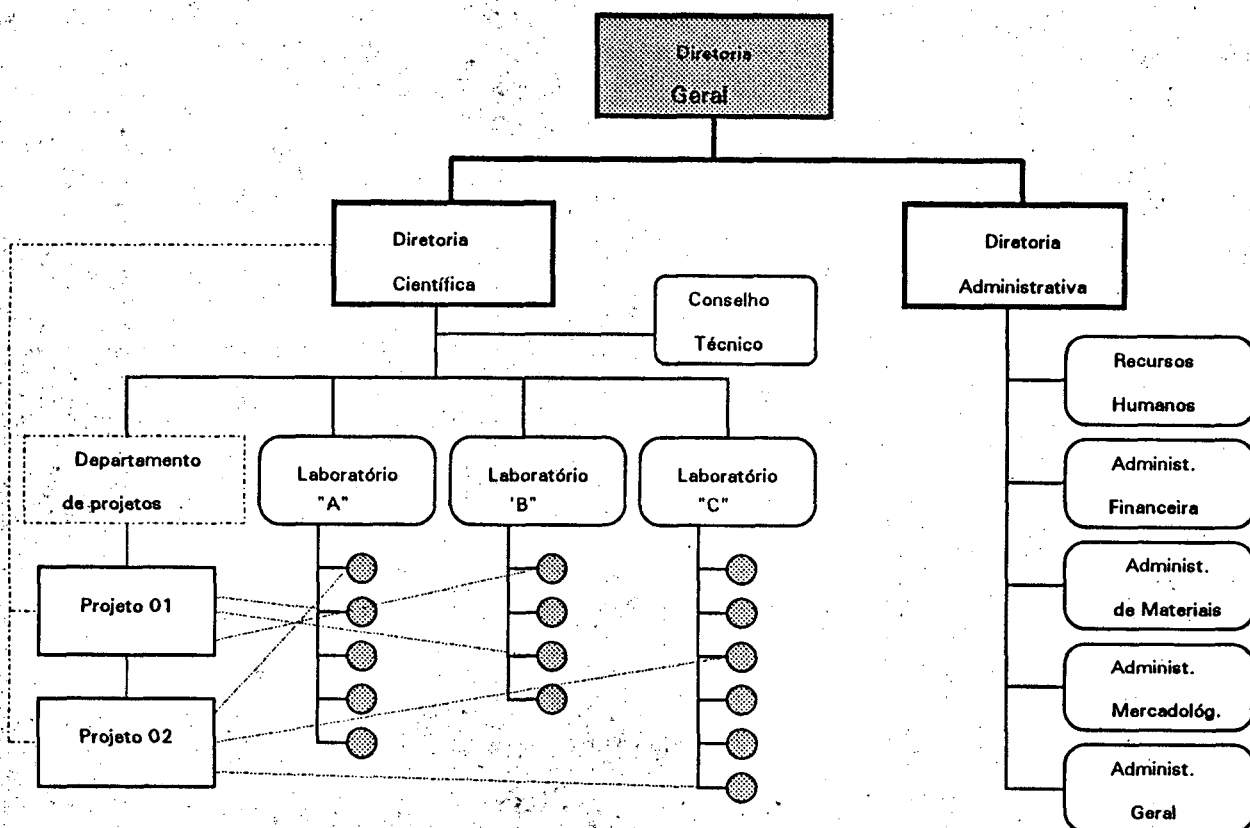 Diretoria
Geral
Diretoria
Científica
Diretoria
Administrativa
Conselho
Técnico
Recursos
Humanos
Departamento
de projetos
Laboratório
"A"
Laboratório
'B"
Laboratório
"C"
Administ.
Financeira
Projeto 01
Administ.
de Materiais
Projeto 02
Administ.
Mercadológ.
Administ.
Geral